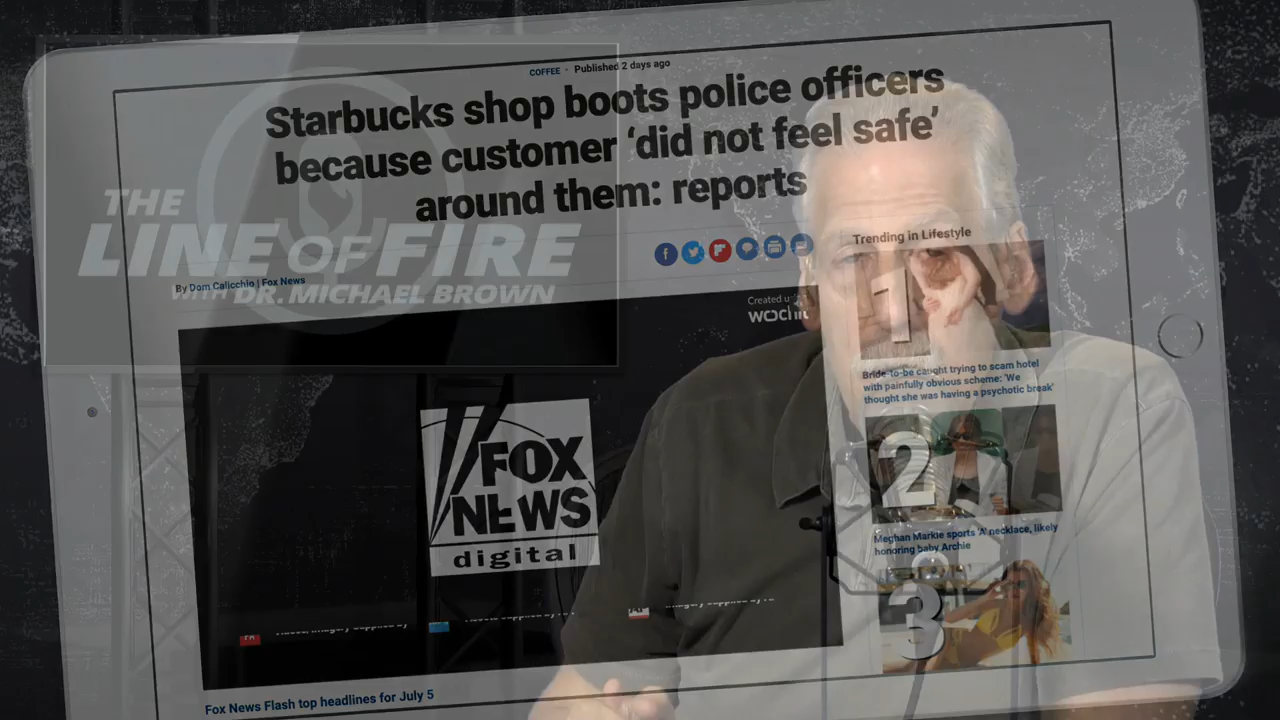 COFFEE · Published 2 days ago
Starbucks shop boots police officers
because customer ‘did not feel safe’
around them: reports
THE
LINE OF FIRE
WITH DR. MICHAEL BROWN
By Dom Calicchio | Fox News
Trending in Lifestyle
Created
1
Bride-to-be caught trying to scam hotel
with painfully obvious scheme: 'We
thought she was having a psychotic break'
FOX
NEWS
digital
2
Meghan Markle sports 'A' necklace, likely
honoring baby Archie
3
Fox News Flash top headlines for July 5